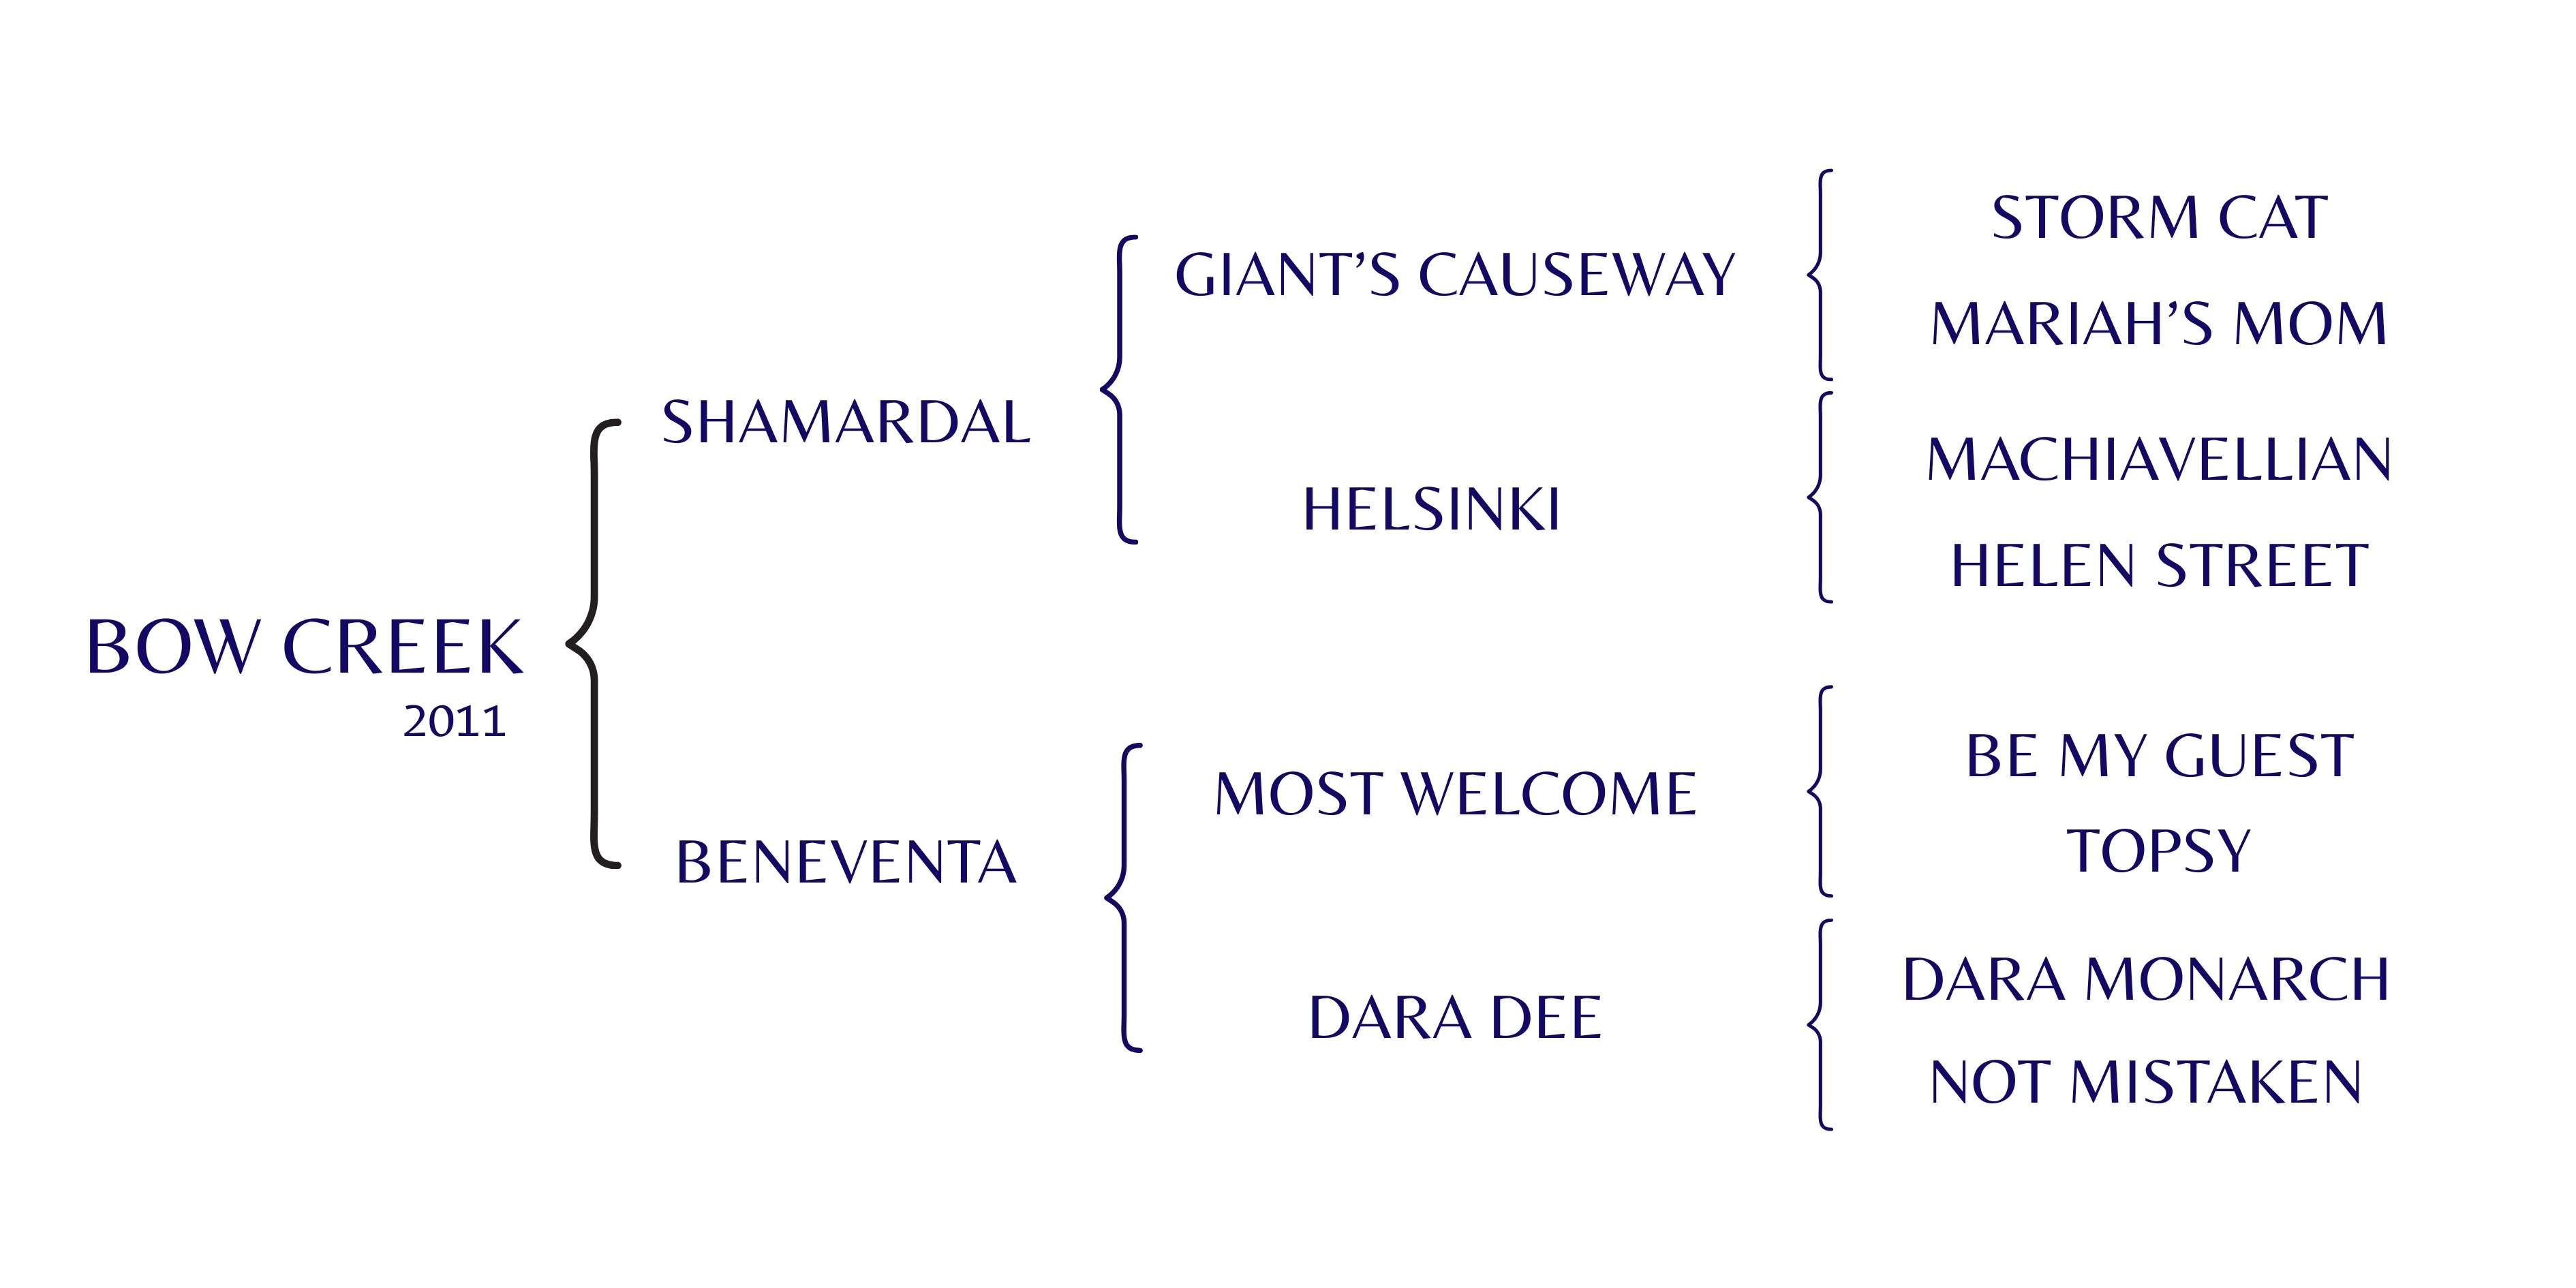 BOW CREEK
2011
SHAMARDAL
BENEVENTA
GIANT’S CAUSEWAY
HELSINKI
MOST WELCOME
DARA DEE
STORM CAT
MARIAH’S MOM
MACHIAVELLIAN
HELEN STREET
BE MY GUEST
TOPSY
DARA MONARCH
NOT MISTAKEN